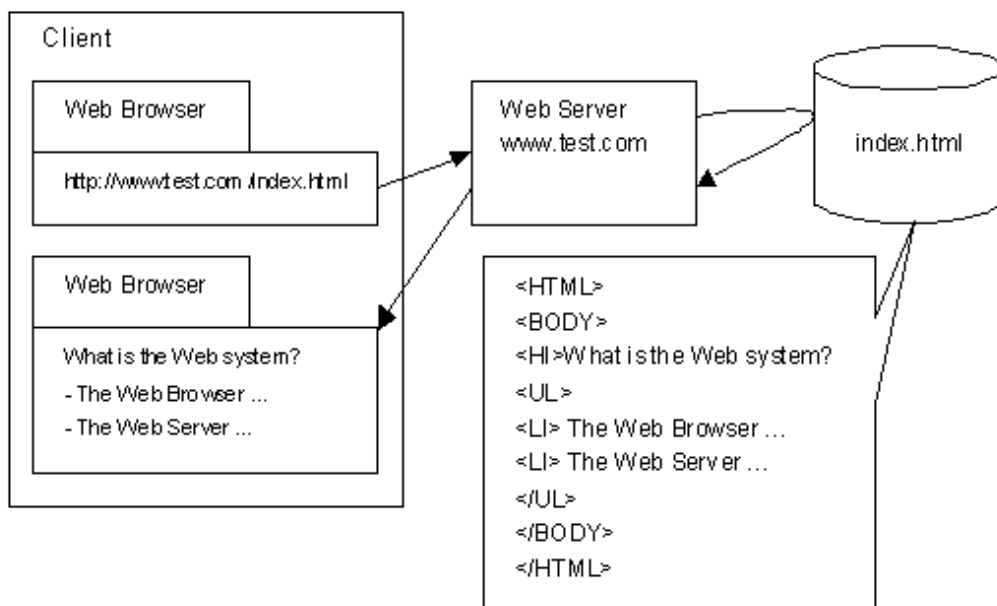 Client
Web Browser
http://www.test.com/index.html
Web Browser
What is the Web system?
- The Web Browser ...
- The Web Server ...
Web Server
www.test.com
index.html
<HTML>
<BODY>
<HI>What is the Web system?
<UL>
<LI> The Web Browser ...
<LI> The Web Server ...
</UL>
</BODY>
</HTML>